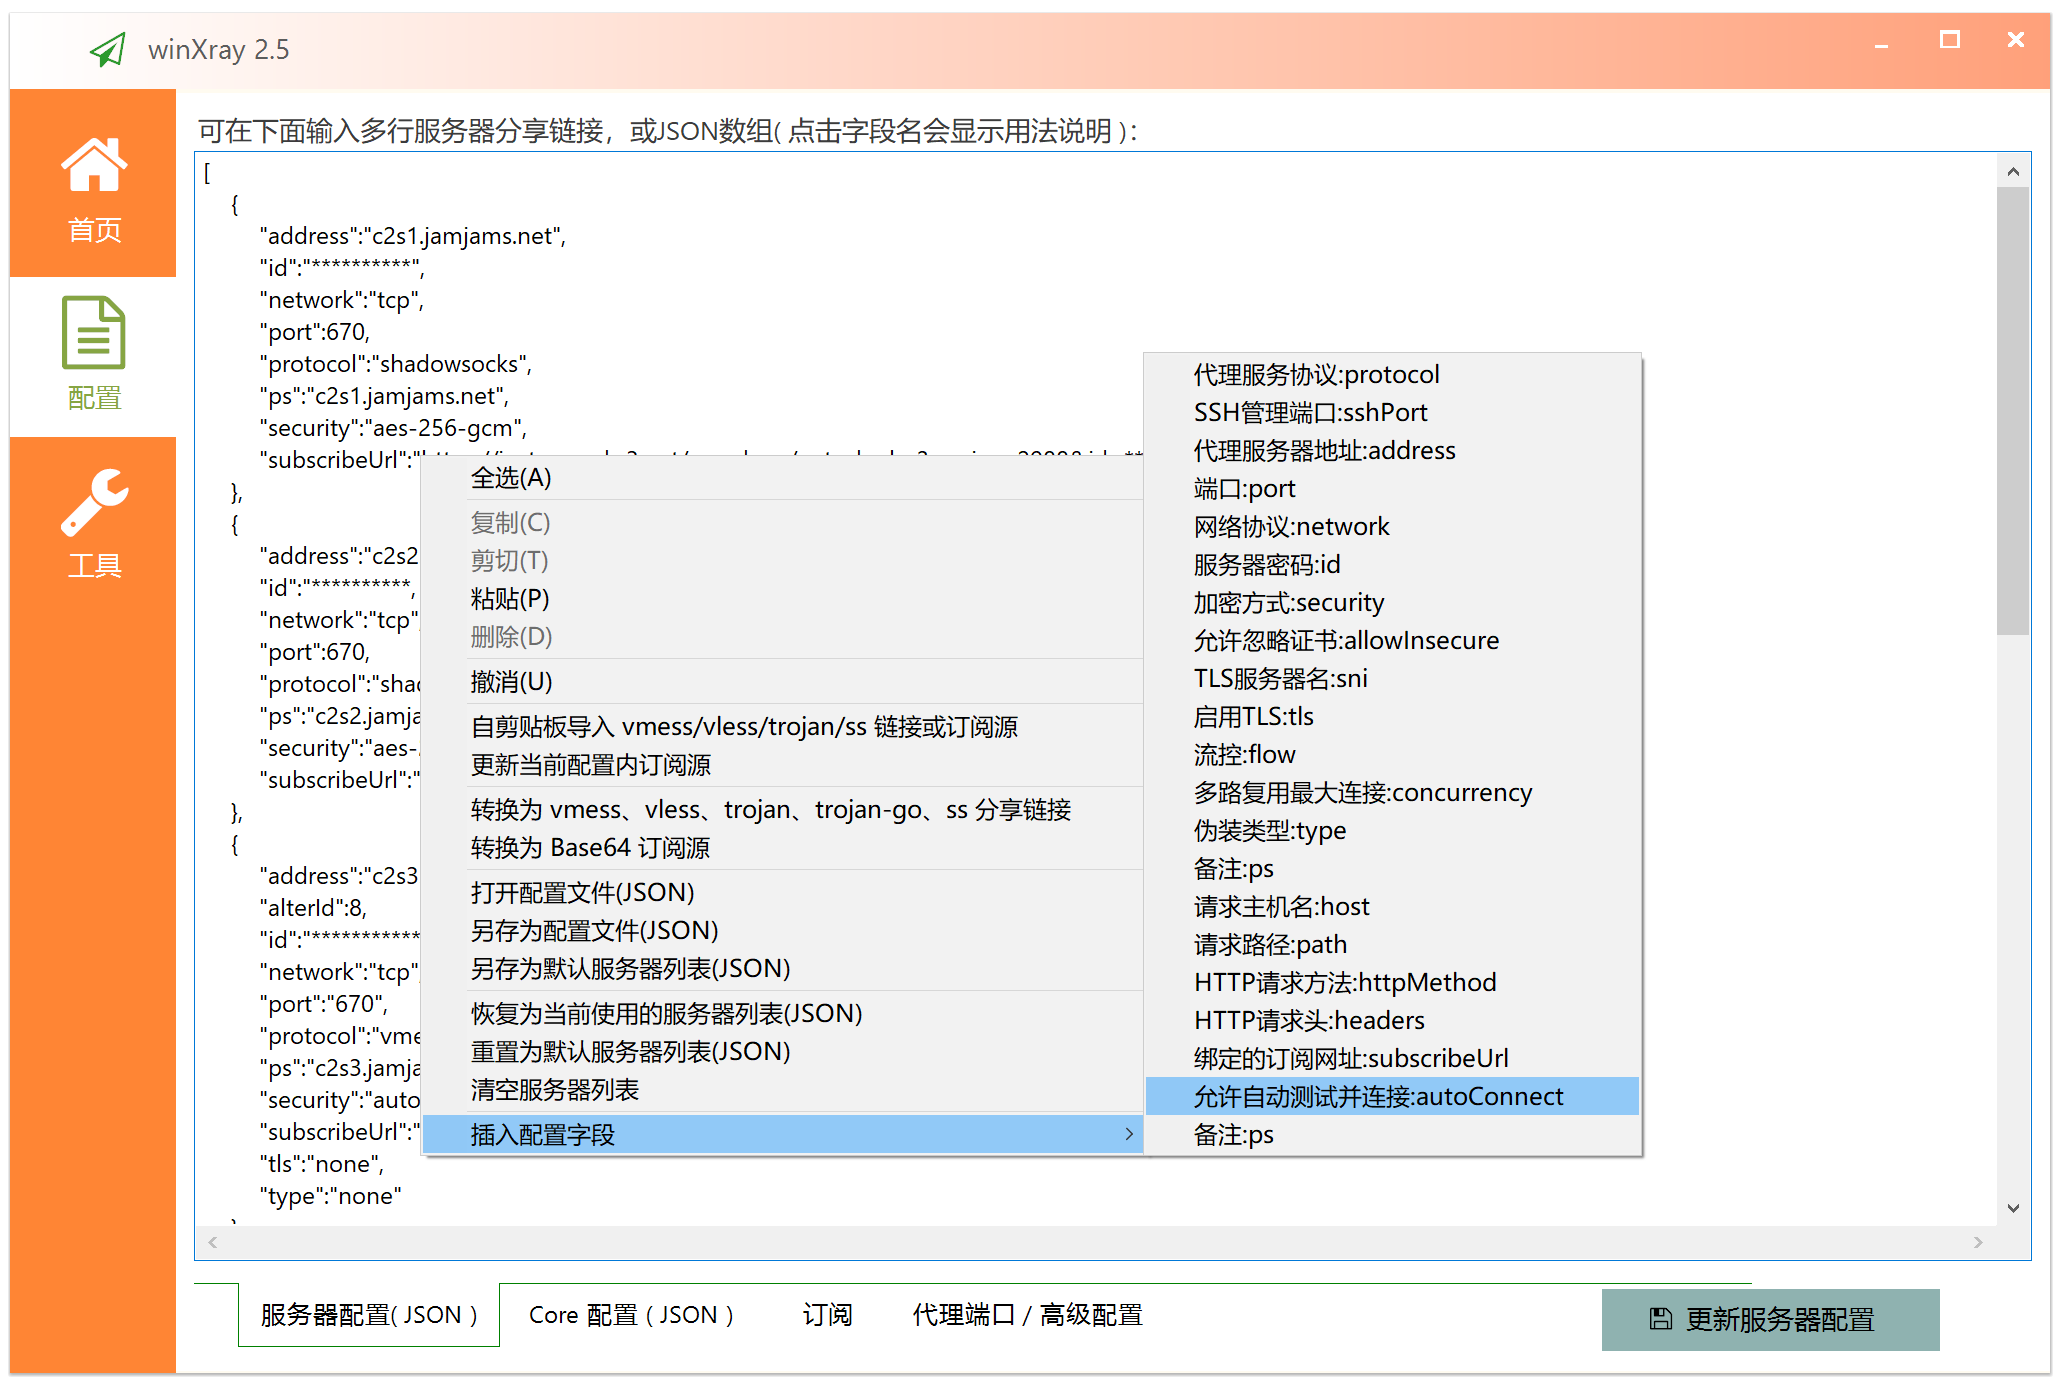 winXray 2.5
首页
配置
工具
可在下面输入多行服务器分享链接，或JSON数组( 点击字段名会显示用法说明 ):
[
{
"address":"c2s1.jamjams.net",
"id":"**********",
"network":"tcp",
"port":670,
"protocol":"shadowsocks",
"ps":"c2s1.jamjams.net",
"security":"aes-256-gcm",
"subscribeUrl":"
},
{
"address":"c2s2
"id":"**********,
"network":"tcp"
"port":670,
"protocol":"shad
"ps":"c2s2.jamja
"security":"aes-
"subscribeUrl":"
},
{
"address":"c2s3
"alterId":8,
"id":"***********
"network":"tcp"
"port":"670",
"protocol":"vme
"ps":"c2s3.jamja
"security":"auto
"subscribeUrl":"
"tls":"none",
"type":"none"
全选(A)
复制(C)
剪切(T)
粘贴(P)
删除(D)
撤消(U)
自剪贴板导入 vmess/vless/trojan/ss 链接或订阅源
更新当前配置内订阅源
转换为 vmess、vless、trojan、trojan-go、ss 分享链接
转换为 Base64 订阅源
打开配置文件(JSON)
另存为配置文件(JSON)
另存为默认服务器列表(JSON)
恢复为当前使用的服务器列表(JSON)
重置为默认服务器列表(JSON)
清空服务器列表
插入配置字段
代理服务协议:protocol
SSH管理端口:sshPort
代理服务器地址:address
端口:port
网络协议:network
服务器密码:id
加密方式:security
允许忽略证书:allowInsecure
TLS服务器名:sni
启用TLS:tls
流控:flow
多路复用最大连接:concurrency
伪装类型:type
备注:ps
请求主机名:host
请求路径:path
HTTP请求方法:httpMethod
HTTP请求头:headers
绑定的订阅网址:subscribeUrl
允许自动测试并连接:autoConnect
备注:ps
服务器配置( JSON )
Core 配置 ( JSON )
订阅
代理端口 / 高级配置
更新服务器配置